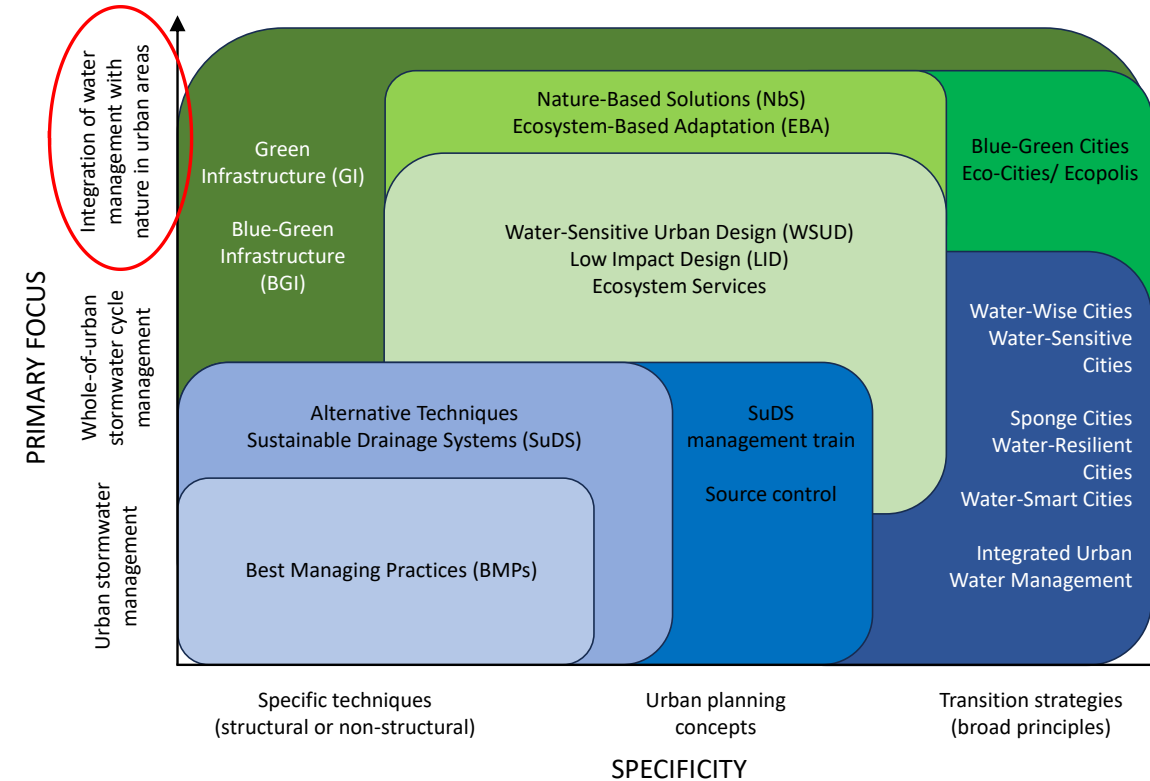 PRIMARY FOCUS
Integration of water
management with
nature in urban areas
Whole-of-urban
stormwater cycle
management
Urban stormwater
management
Green
Infrastructure (GI)
Blue-Green
Infrastructure
(BGI)
Nature-Based Solutions (NbS)
Ecosystem-Based Adaptation (EBA)
Blue-Green Cities
Eco-Cities/ Ecopolis
Water-Sensitive Urban Design (WSUD)
Low Impact Design (LID)
Ecosystem Services
Water-Wise Cities
Water-Sensitive
Cities
Sponge Cities
Water-Resilient
Cities
Water-Smart Cities
Integrated Urban
Water Management
Alternative Techniques
Sustainable Drainage Systems (SuDS)
SuDS
management train
Source control
Best Managing Practices (BMPs)
Specific techniques
(structural or non-structural)
Urban planning
concepts
Transition strategies
(broad principles)
SPECIFICITY